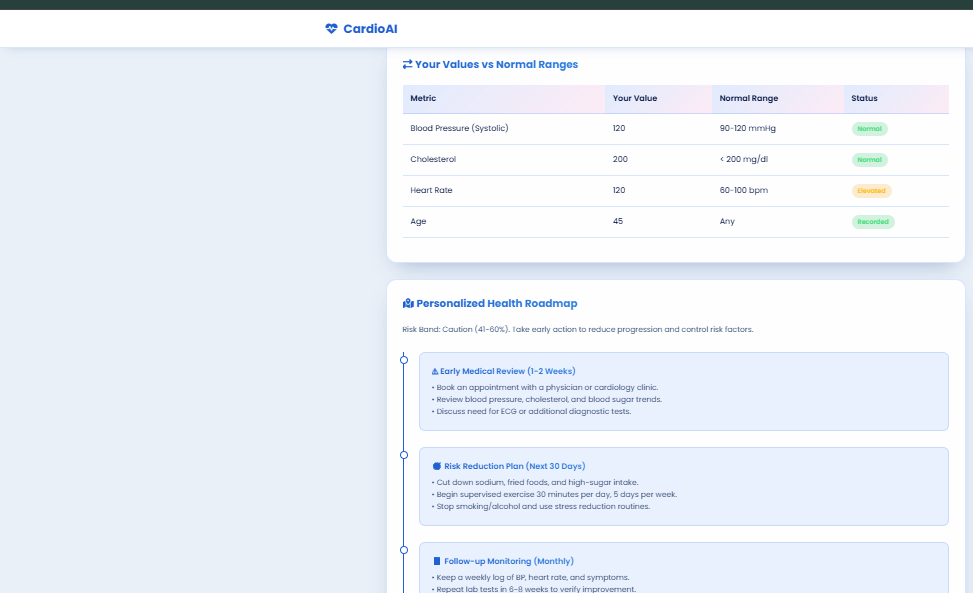 CardioAI
Your Values vs Normal Ranges
Metric Your Value Normal Range Status
Blood Pressure (Systolic) 120 90-120 mmHg Normal
Cholesterol 200 < 200 mg/dl Normal
Heart Rate 120 60-100 bpm Elevated
Age 45 Any Recorded
Personalized Health Roadmap
Risk Band: Caution (41-60%). Take early action to reduce progression and control risk factors.
Early Medical Review (1-2 Weeks)
• Book an appointment with a physician or cardiology clinic.
• Review blood pressure, cholesterol, and blood sugar trends.
• Discuss need for ECG or additional diagnostic tests.
Risk Reduction Plan (Next 30 Days)
• Cut down sodium, fried foods, and high-sugar intake.
• Begin supervised exercise 30 minutes per day, 5 days per week.
• Stop smoking/alcohol and use stress reduction routines.
Follow-up Monitoring (Monthly)
• Keep a weekly log of BP, heart rate, and symptoms.
• Repeat lab tests in 6-8 weeks to verify improvement.